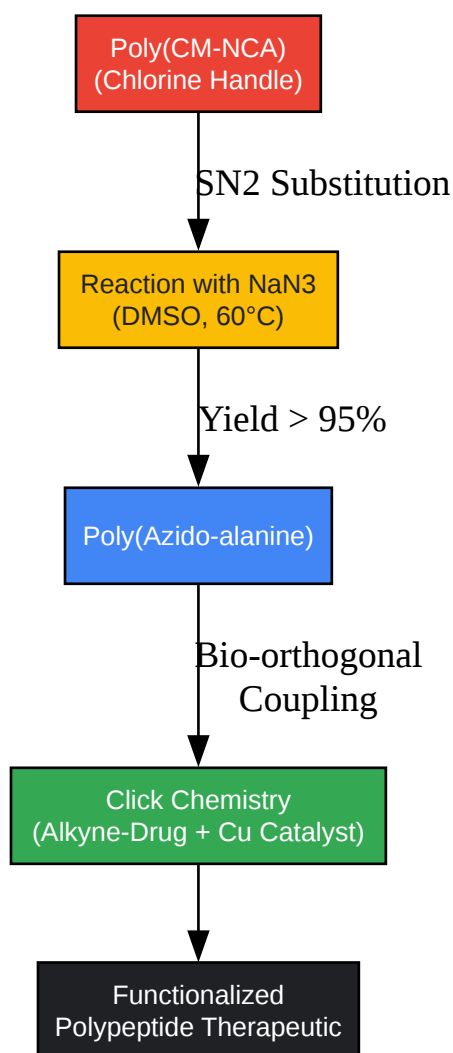 Poly(CM-NCA)
(Chlorine Handle)
SN2 Substitution
Reaction with NaN3
(DMSO, 60°C)
Yield > 95%
Poly(Azido-alanine)
Bio-orthogonal
Coupling
Click Chemistry
(Alkyne-Drug + Cu Catalyst)
Functionalized
Polypeptide Therapeutic